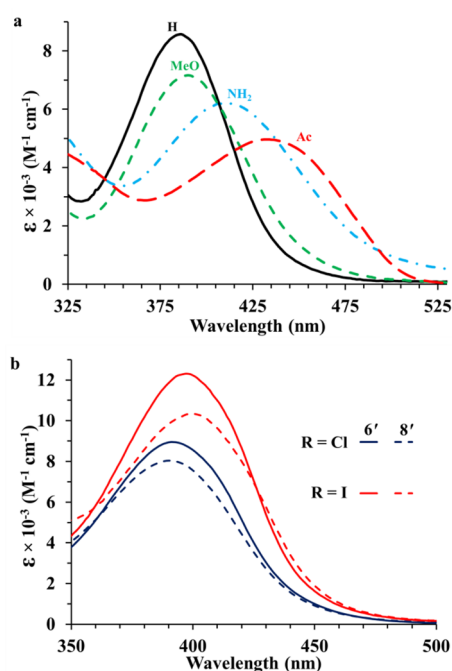 a
H
MeO
NH₂
Ac
8
6
4
2
0
ε × 10⁻³ (M⁻¹ cm⁻¹)
325 375 425 475 525
Wavelength (nm)
b
12
10
8
6
4
2
0
ε × 10⁻³ (M⁻¹ cm⁻¹)
6′ 8′
R = Cl
R = I
350 400 450 500
Wavelength (nm)